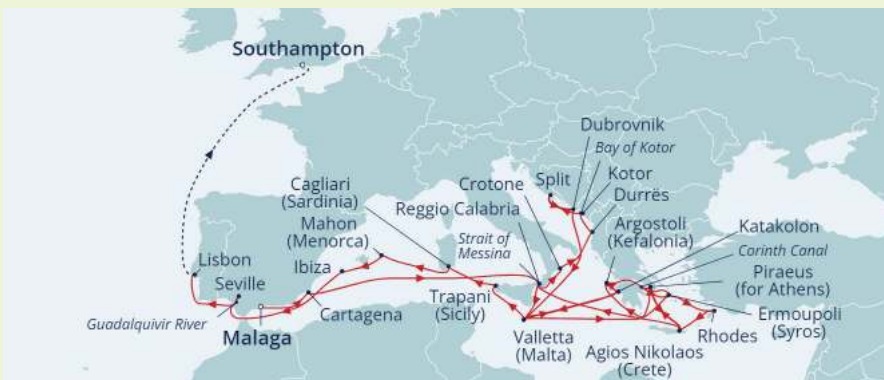 Southampton
Dubrovnik
Bay of Kotor
Cagliari
(Sardinia)
Crotone
Split
Kotor
Durrës
Mahon
(Menorca)
Reggio Calabria
Argostoli
(Kefalonia)
Katakolon
Strait of
Messina
Corinth Canal
Lisbon
Ibiza
Piraeus
(for Athens)
Seville
Trapani
(Sicily)
Ermoupoli
(Syros)
Guadalquivir River
Cartagena
Malaga
Valletta
(Malta)
Rhodes
Agios Nikolaos
(Crete)